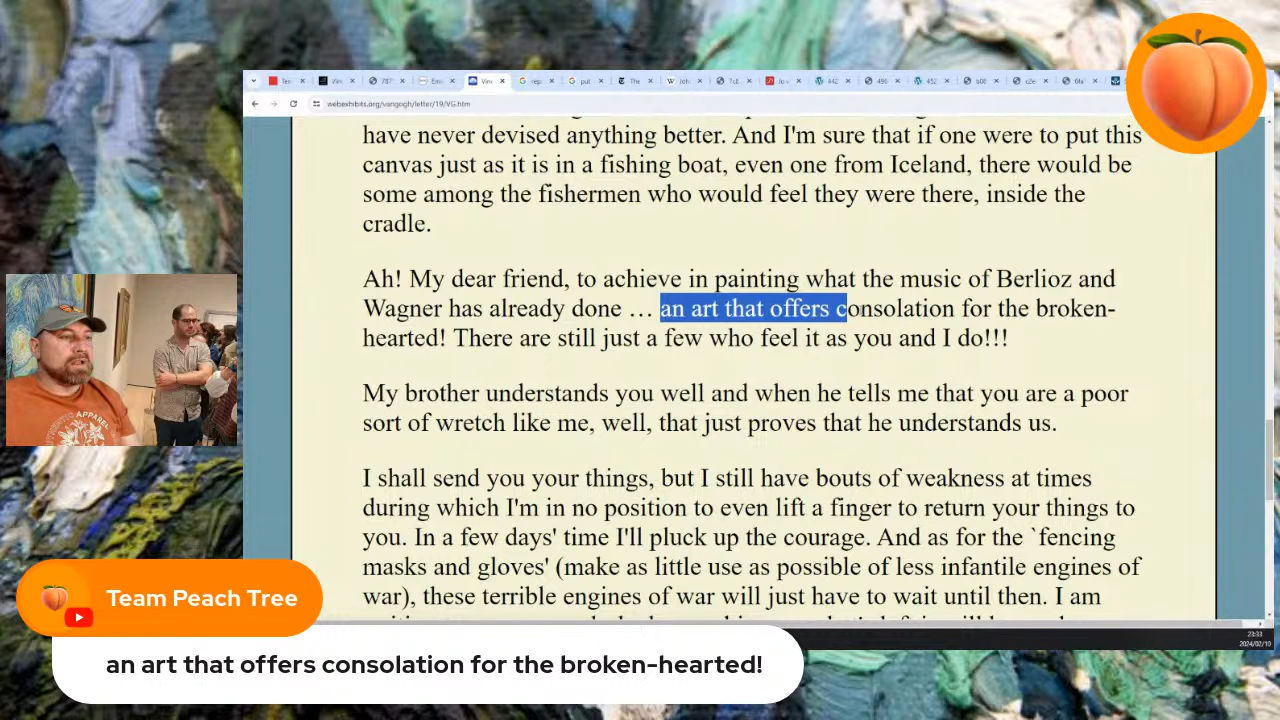 webexhibits.org/vangogh/letter/19/VG.htm
have never devised anything better. And I'm sure that if one were to put this
canvas just as it is in a fishing boat, even one from Iceland, there would be
some among the fishermen who would feel they were there, inside the
cradle.
Ah! My dear friend, to achieve in painting what the music of Berlioz and
Wagner has already done … an art that offers consolation for the broken-
hearted! There are still just a few who feel it as you and I do!!!
My brother understands you well and when he tells me that you are a poor
sort of wretch like me, well, that just proves that he understands us.
I shall send you your things, but I still have bouts of weakness at times
during which I'm in no position to even lift a finger to return your things to
you. In a few days' time I'll pluck up the courage. And as for the `fencing
masks and gloves' (make as little use as possible of less infantile engines of
war), these terrible engines of war will just have to wait until then. I am
23:33
2024/02/10
APPAREL
Team Peach Tree
an art that offers consolation for the broken-hearted!